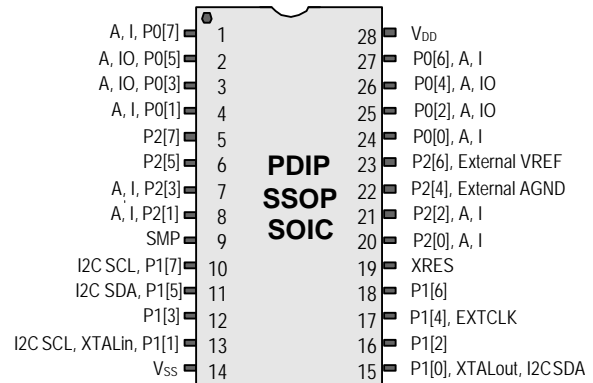 A, I, P0[7] 1 28 VDD
A, IO, P0[5] 2 27 P0[6], A, I
A, IO, P0[3] 3 26 P0[4], A, IO
A, I, P0[1] 4 25 P0[2], A, IO
P2[7] 5 24 P0[0], A, I
P2[5] 6 PDIP 23 P2[6], External VREF
A, I, P2[3] 7 SSOP 22 P2[4], External AGND
A, I, P2[1] 8 SOIC 21 P2[2], A, I
SMP 9 20 P2[0], A, I
I2C SCL, P1[7] 10 19 XRES
I2C SDA, P1[5] 11 18 P1[6]
P1[3] 12 17 P1[4], EXTCLK
I2C SCL, XTALin, P1[1] 13 16 P1[2]
Vss 14 15 P1[0], XTALout, I2C SDA